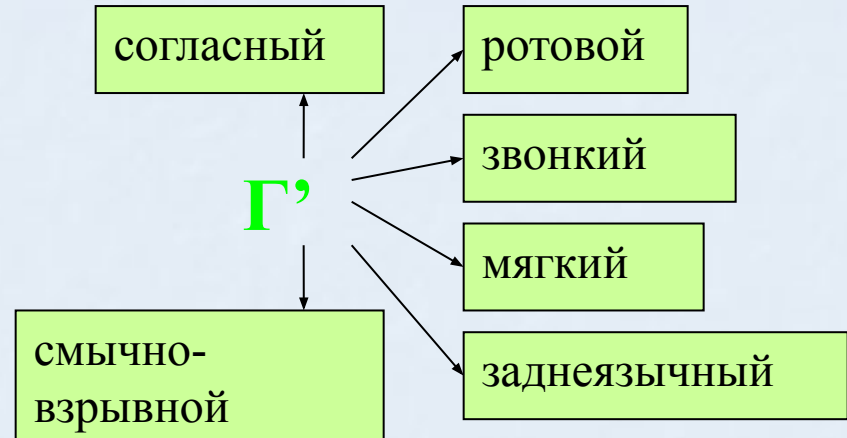 согласный
ротовой
звонкий
Г’
мягкий
смычно-
взрывной
заднеязычный